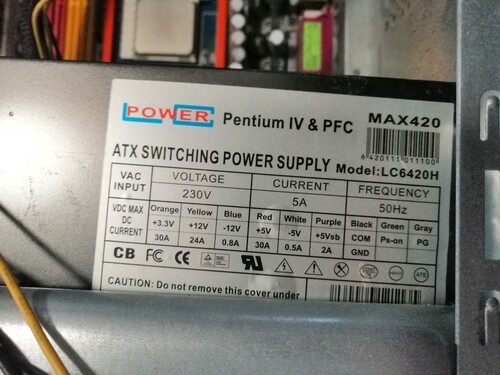 LC POWER Pentium IV & PFC MAX420
6420111011100
ATX SWITCHING POWER SUPPLY Model:LC6420H
VAC INPUT VOLTAGE CURRENT FREQUENCY
230V 5A 50Hz
VDC MAX DC CURRENT Orange Yellow Blue Red White Purple Black Green Gray
+3.3V +12V -12V +5V -5V +5Vsb COM Ps-on PG
30A 24A 0.8A 30A 0.5A 2A GND
CB FC CE
CAUTION: Do not remove this cover under